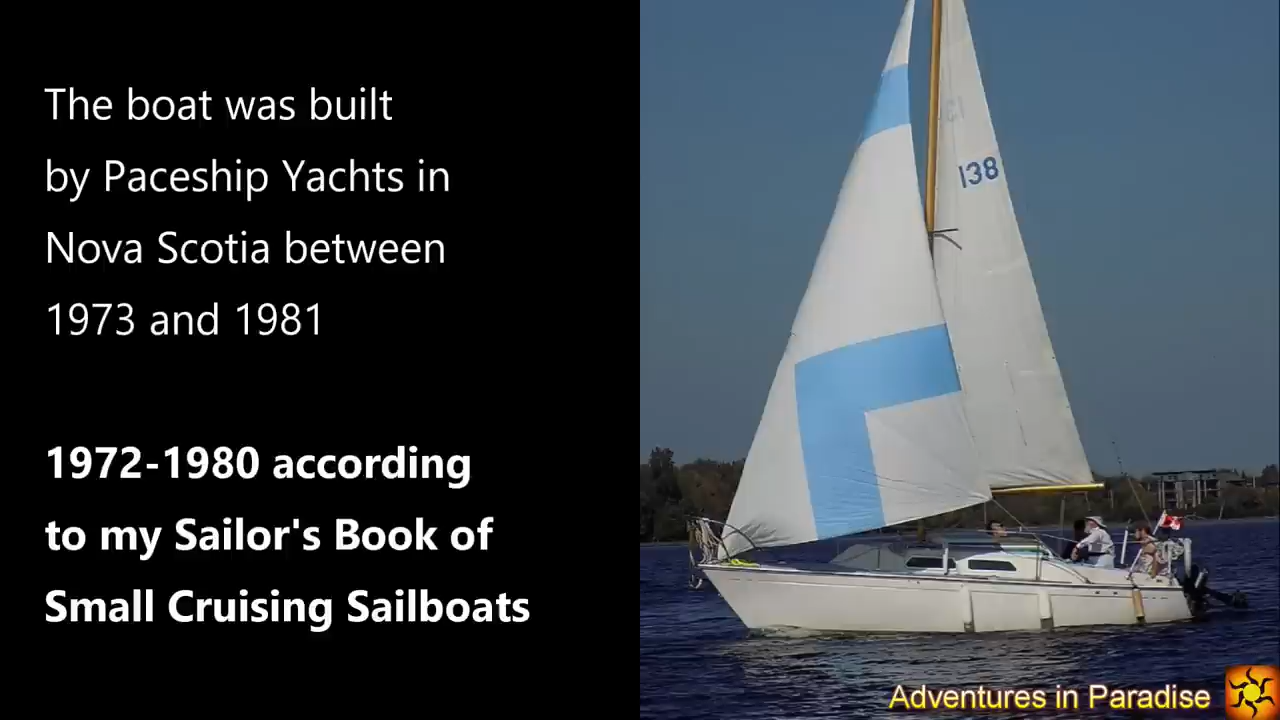 The boat was built
by Paceship Yachts in
Nova Scotia between
1973 and 1981
1972-1980 according
to my Sailor's Book of
Small Cruising Sailboats
138
Adventures in Paradise